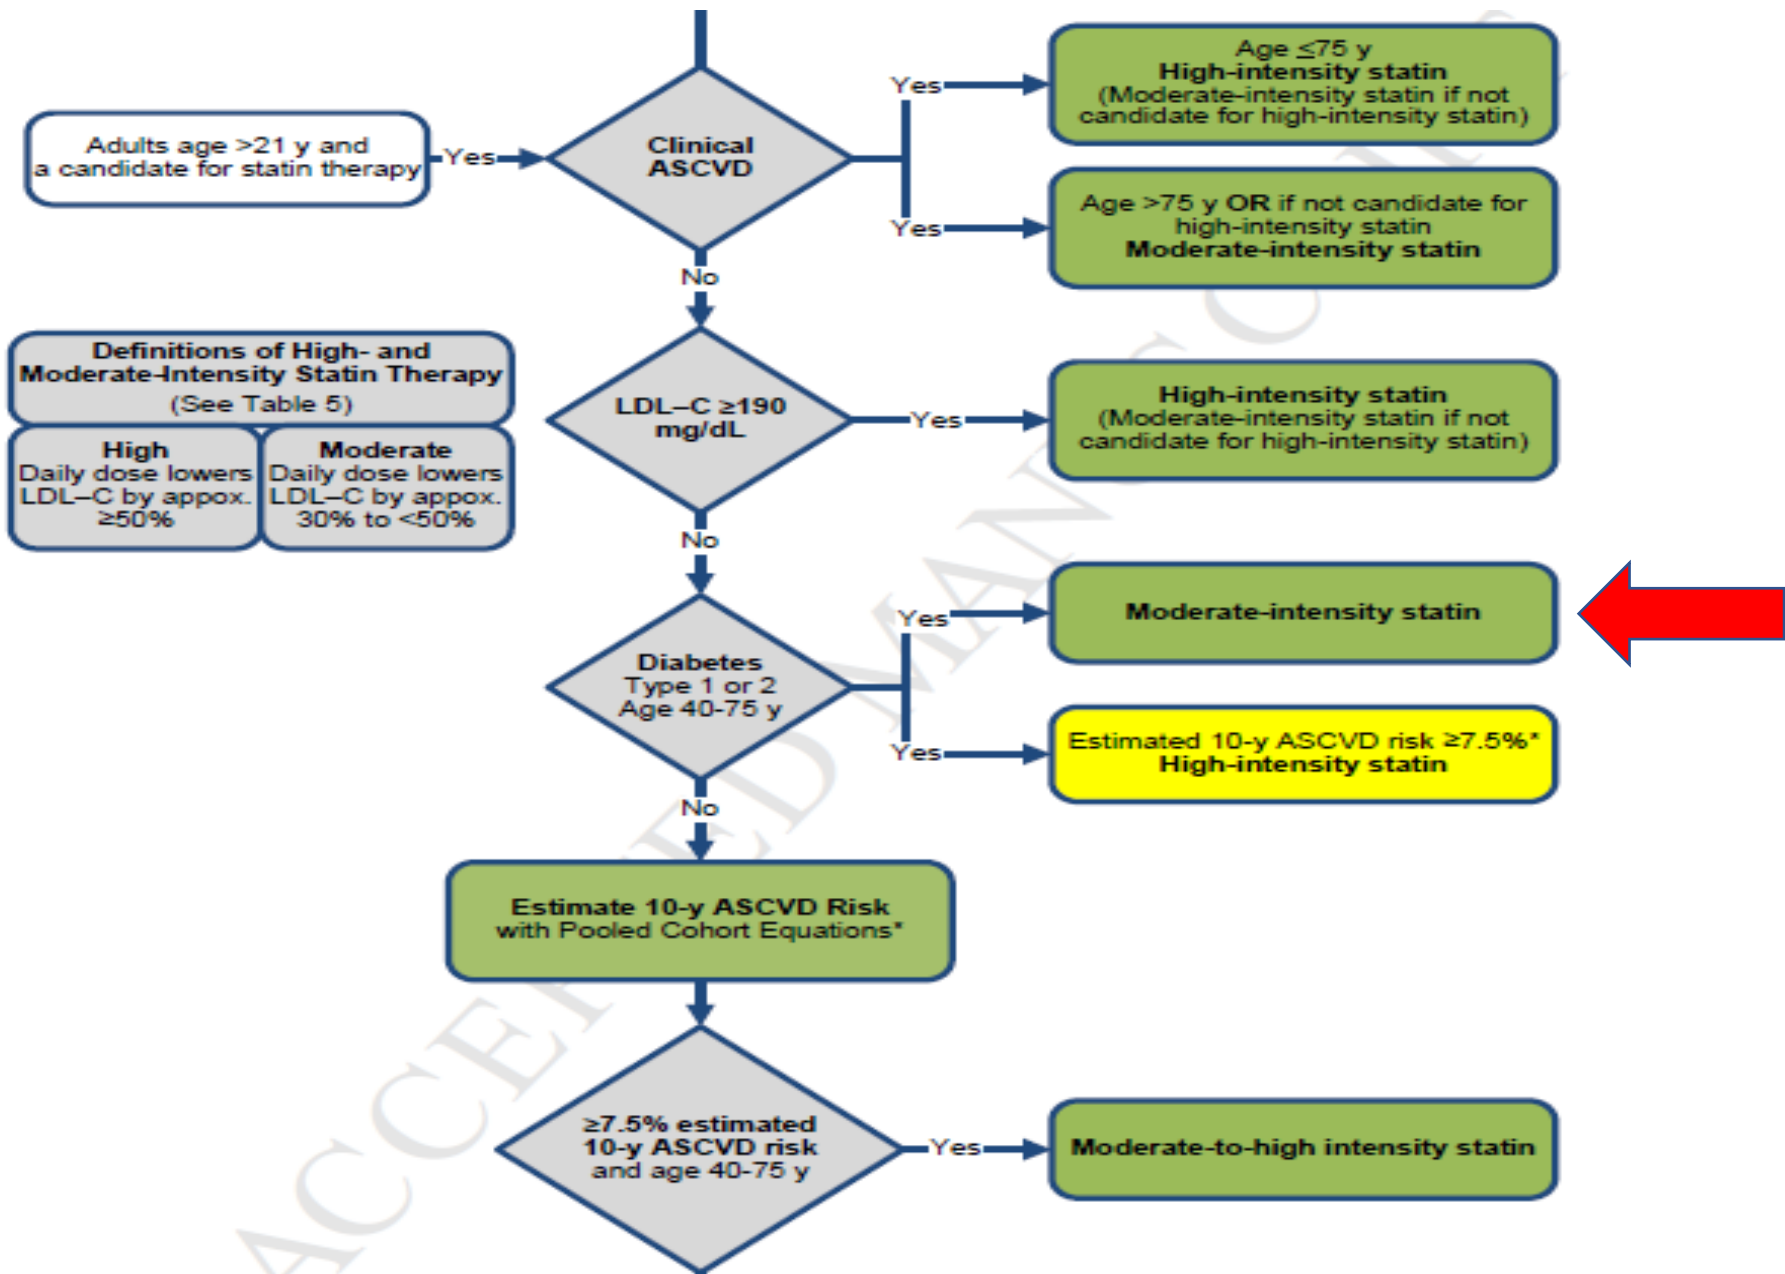 Adults age >21 y and
a candidate for statin therapy
Yes
Clinical
ASCVD
Yes
Age ≤75 y
High-intensity statin
(Moderate-intensity statin if not
candidate for high-intensity statin)
Yes
Age >75 y OR if not candidate for
high-intensity statin
Moderate-intensity statin
No
Definitions of High- and
Moderate-Intensity Statin Therapy
(See Table 5)
High
Daily dose lowers
LDL–C by appox.
≥50%
Moderate
Daily dose lowers
LDL–C by appox.
30% to <50%
LDL–C ≥190
mg/dL
Yes
High-intensity statin
(Moderate-intensity statin if not
candidate for high-intensity statin)
No
Diabetes
Type 1 or 2
Age 40-75 y
Yes
Moderate-intensity statin
Yes
Estimated 10-y ASCVD risk ≥7.5%*
High-intensity statin
No
Estimate 10-y ASCVD Risk
with Pooled Cohort Equations*
≥7.5% estimated
10-y ASCVD risk
and age 40-75 y
Yes
Moderate-to-high intensity statin